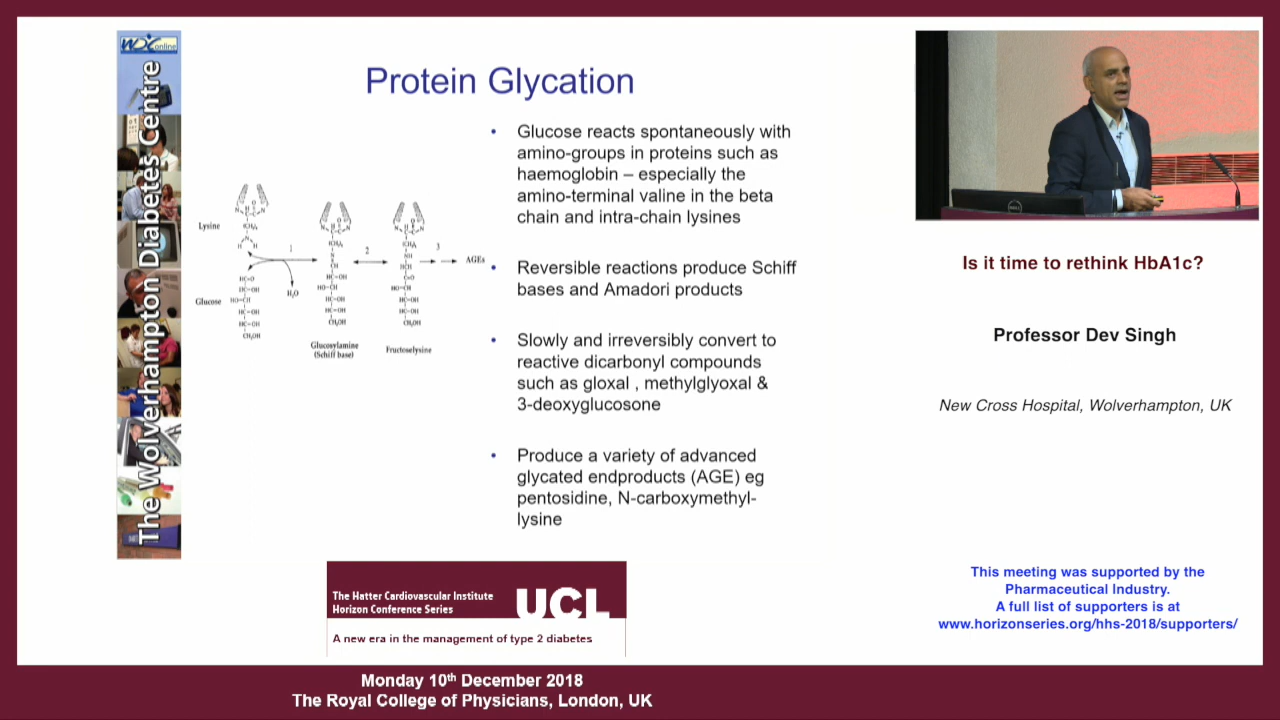 WDC online
The Wolverhampton Diabetes Centre
Protein Glycation
Lysine
Glucose
1
H₂O
2
3
AGEs
Glucosylamine
(Schiff base)
Fructoselysine
• Glucose reacts spontaneously with
amino-groups in proteins such as
haemoglobin – especially the
amino-terminal valine in the beta
chain and intra-chain lysines
• Reversible reactions produce Schiff
bases and Amadori products
• Slowly and irreversibly convert to
reactive dicarbonyl compounds
such as gloxal , methylglyoxal &
3-deoxyglucosone
• Produce a variety of advanced
glycated endproducts (AGE) eg
pentosidine, N-carboxymethyl-
lysine
Is it time to rethink HbA1c?
Professor Dev Singh
New Cross Hospital, Wolverhampton, UK
This meeting was supported by the
Pharmaceutical Industry.
A full list of supporters is at
www.horizonseries.org/hhs-2018/supporters/
The Hatter Cardiovascular Institute
Horizon Conference Series
UCL
A new era in the management of type 2 diabetes
Monday 10th December 2018
The Royal College of Physicians, London, UK